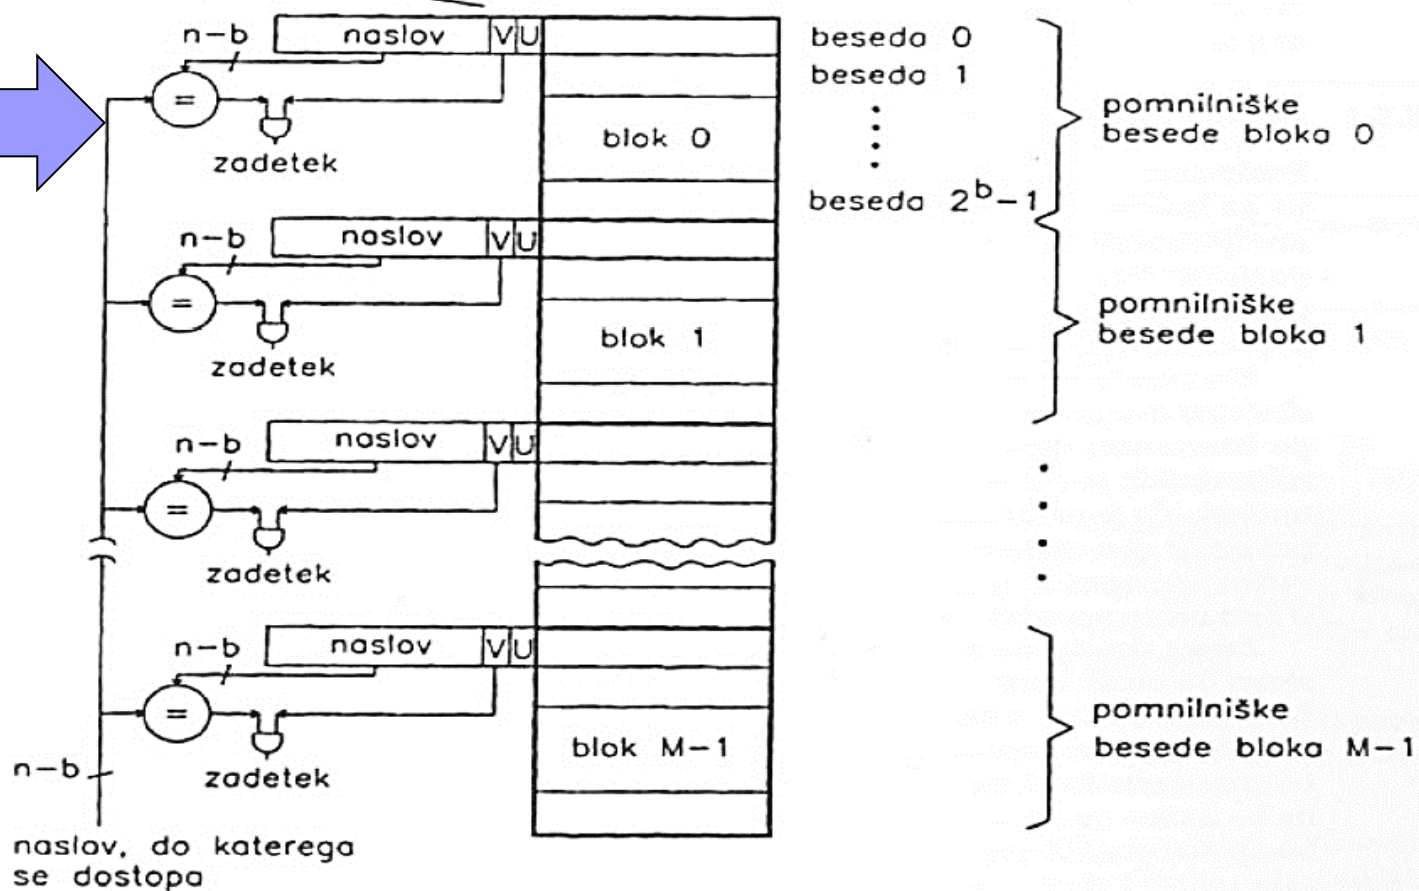 n-b naslov V U
=
zadetek
blok 0
beseda 0
beseda 1
beseda 2^b-1
pomnilniške
besede bloka 0
n-b naslov V U
=
zadetek
blok 1
pomnilniške
besede bloka 1
n-b naslov V U
=
zadetek
n-b naslov V U
=
zadetek
blok M-1
pomnilniške
besede bloka M-1
n-b
naslov, do katerega
se dostopa